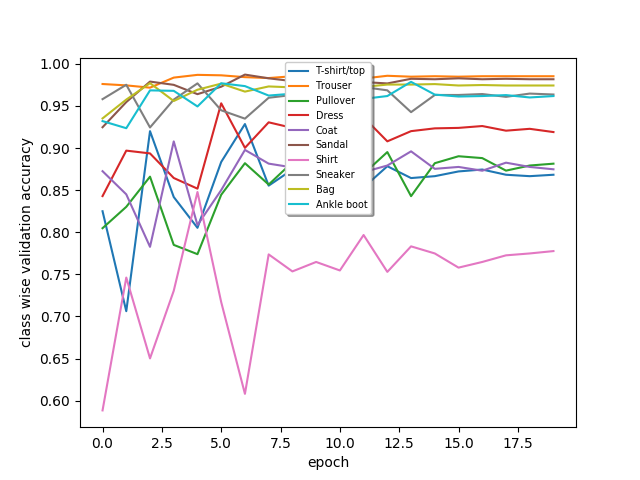 class wise validation accuracy
1.00
0.95
0.90
0.85
0.80
0.75
0.70
0.65
0.60
T-shirt/top
Trouser
Pullover
Dress
Coat
Sandal
Shirt
Sneaker
Bag
Ankle boot
0.0 2.5 5.0 7.5 10.0 12.5 15.0 17.5
epoch